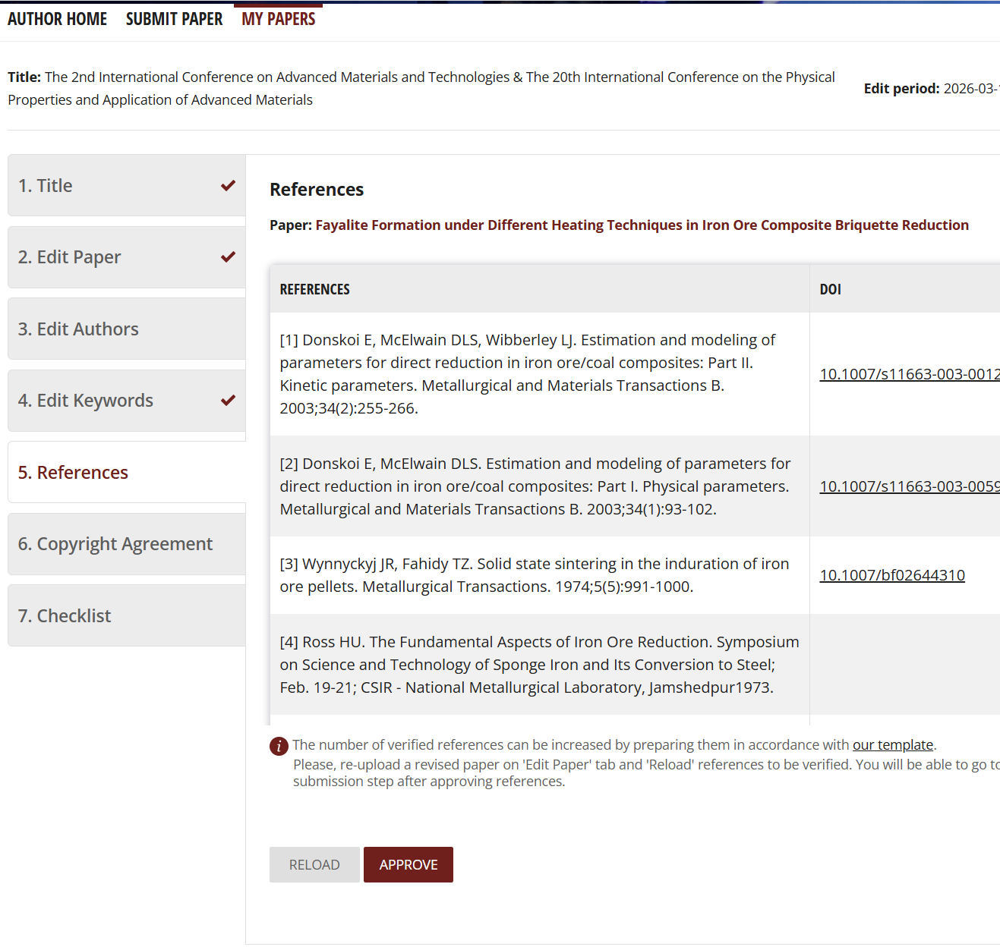 AUTHOR HOME SUBMIT PAPER MY PAPERS
Title: The 2nd International Conference on Advanced Materials and Technologies & The 20th International Conference on the Physical
Properties and Application of Advanced Materials
Edit period: 2026-03-
1. Title
2. Edit Paper
3. Edit Authors
4. Edit Keywords
5. References
6. Copyright Agreement
7. Checklist
References
Paper: Fayalite Formation under Different Heating Techniques in Iron Ore Composite Briquette Reduction
REFERENCES DOI
[1] Donskoi E, McElwain DLS, Wibberley LJ. Estimation and modeling of
parameters for direct reduction in iron ore/coal composites: Part II.
Kinetic parameters. Metallurgical and Materials Transactions B.
2003;34(2):255-266.
10.1007/s11663-003-0012
[2] Donskoi E, McElwain DLS. Estimation and modeling of parameters for
direct reduction in iron ore/coal composites: Part I. Physical parameters.
Metallurgical and Materials Transactions B. 2003;34(1):93-102.
10.1007/s11663-003-0059
[3] Wynnyckyj JR, Fahidy TZ. Solid state sintering in the induration of iron
ore pellets. Metallurgical Transactions. 1974;5(5):991-1000.
10.1007/bf02644310
[4] Ross HU. The Fundamental Aspects of Iron Ore Reduction. Symposium
on Science and Technology of Sponge Iron and Its Conversion to Steel;
Feb. 19-21; CSIR - National Metallurgical Laboratory, Jamshedpur1973.
i The number of verified references can be increased by preparing them in accordance with our template.
Please, re-upload a revised paper on 'Edit Paper' tab and 'Reload' references to be verified. You will be able to go to
submission step after approving references.
RELOAD APPROVE